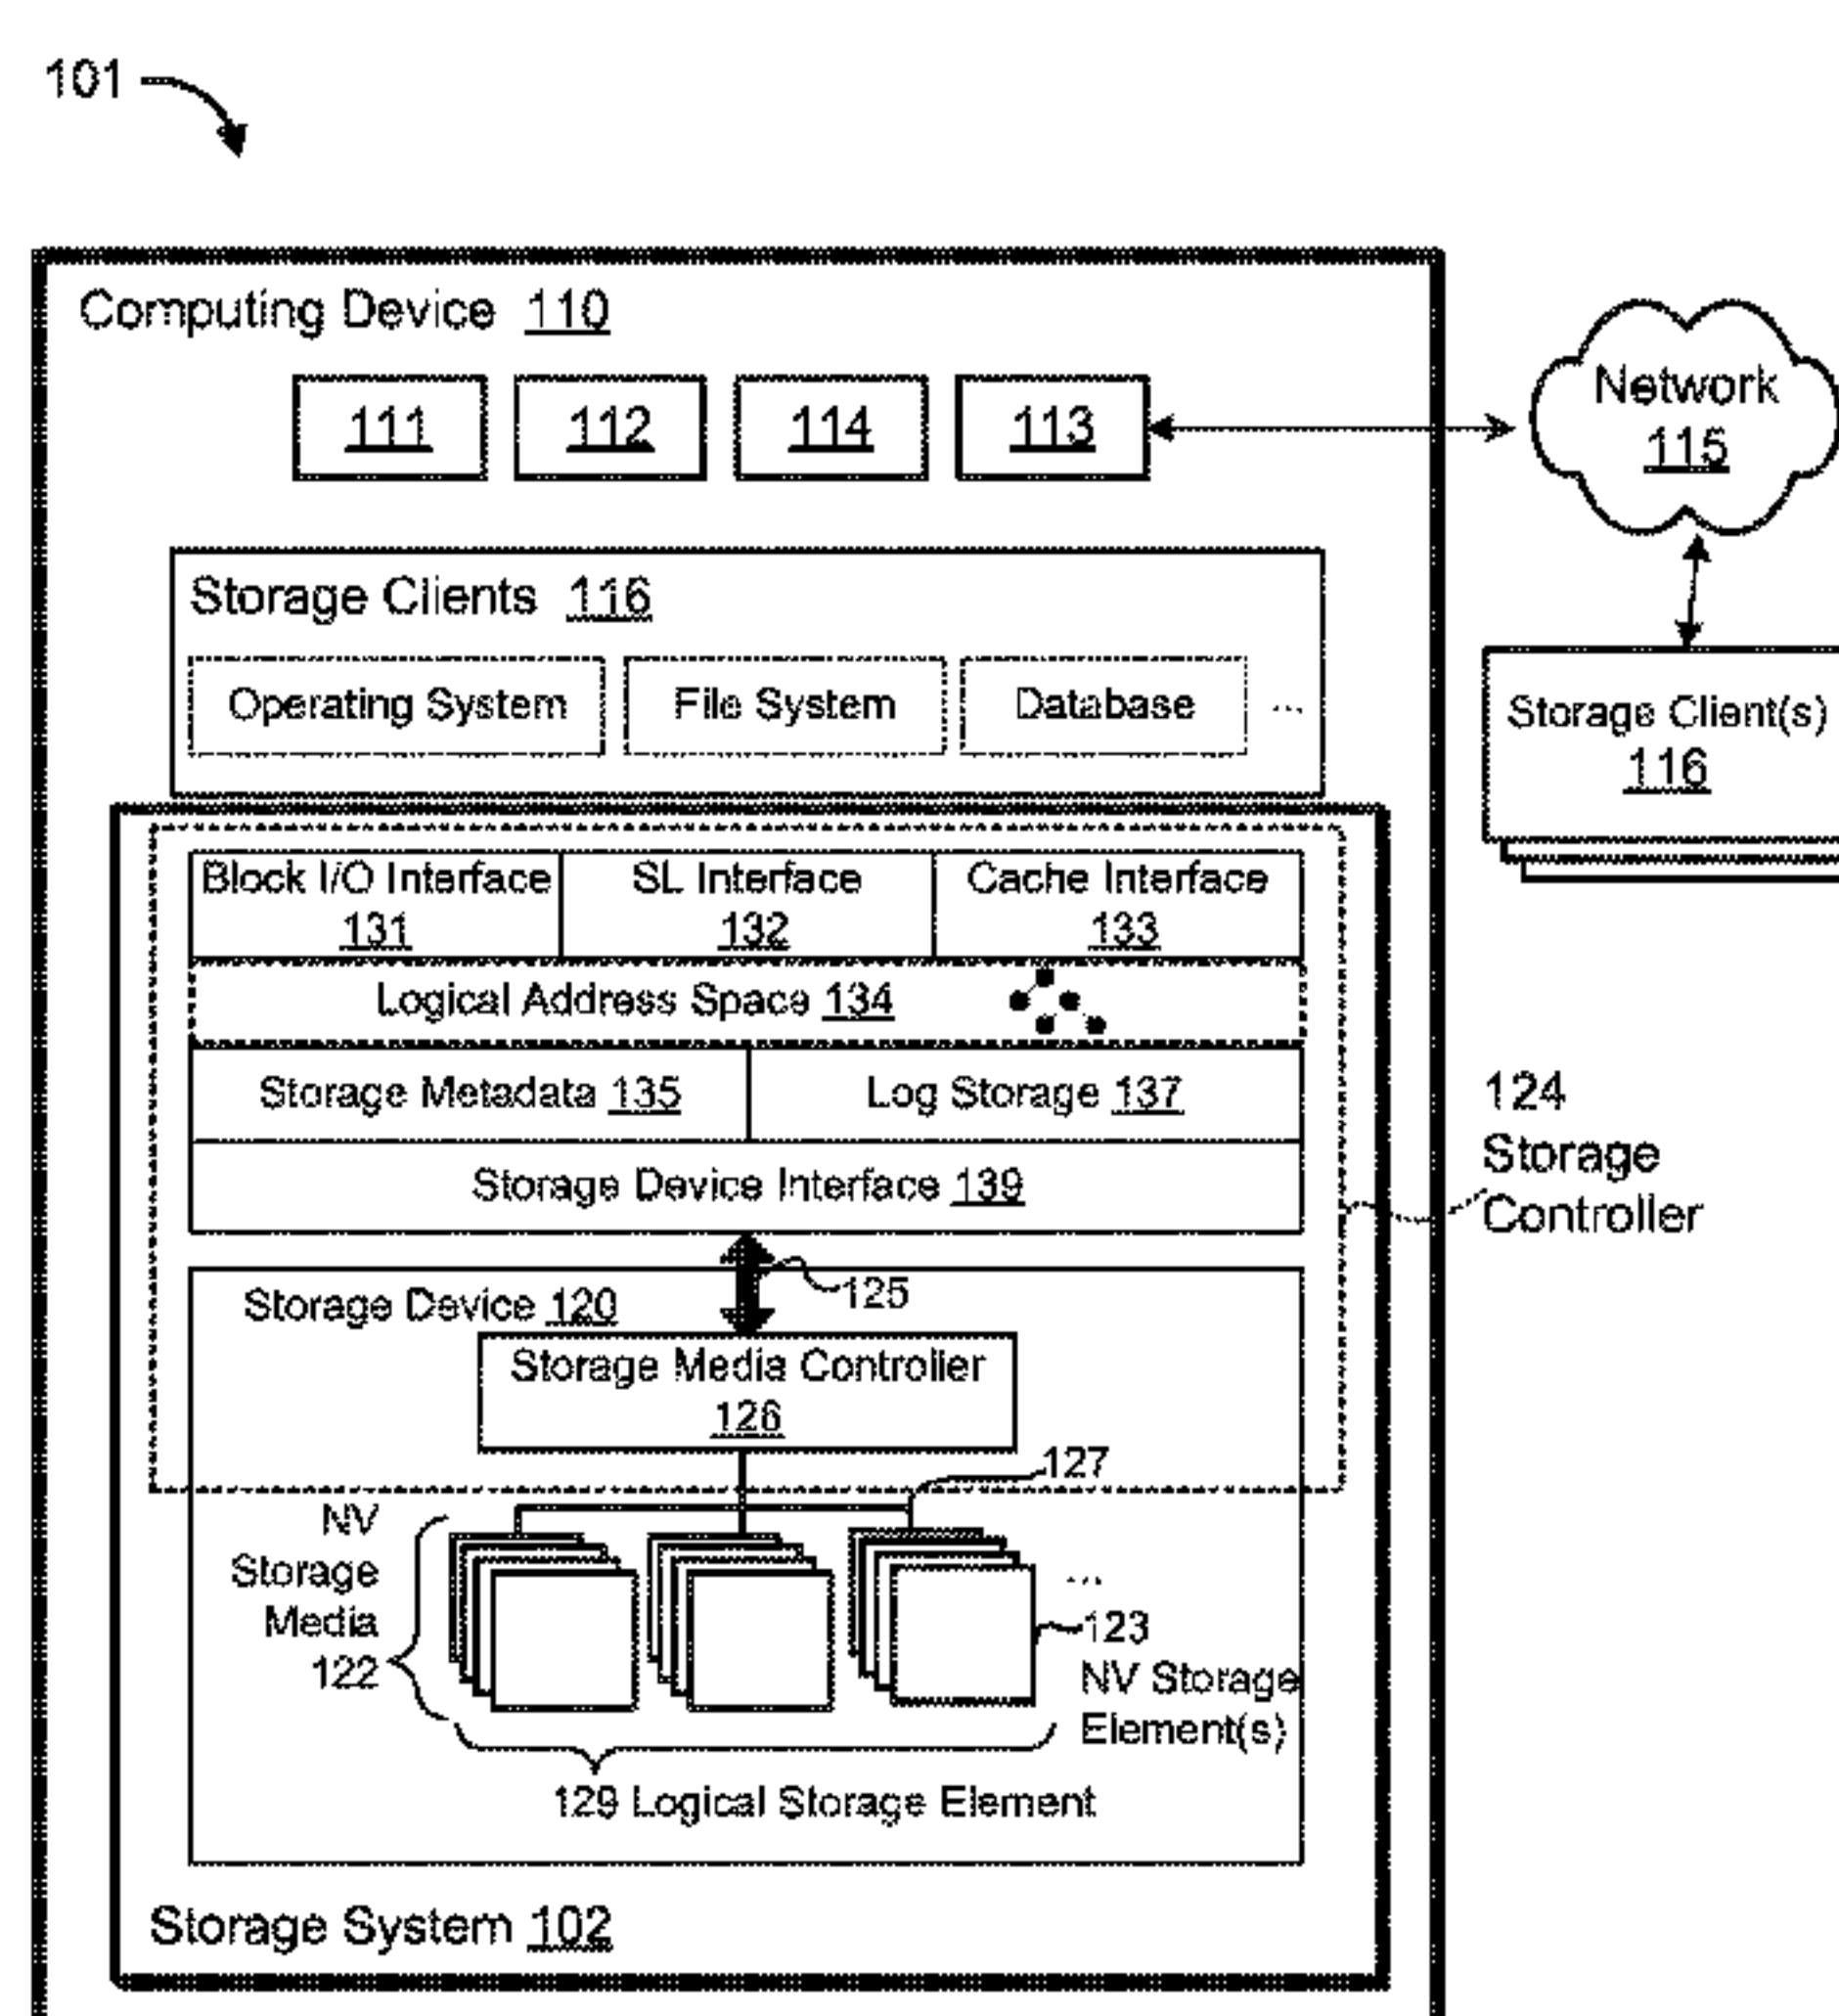 101
Computing Device 110
111 112 114 113
Network
115
Storage Clients 116
Operating System File System Database ...
Storage Client(s)
116
Block I/O Interface
131
SL Interface
132
Cache Interface
133
Logical Address Space 134
Storage Metadata 135 Log Storage 137
Storage Device Interface 139
124
Storage
Controller
125
Storage Device 120
Storage Media Controller
126
127
NV
Storage
Media
122
...
123
NV Storage
Element(s)
129 Logical Storage Element
Storage System 102